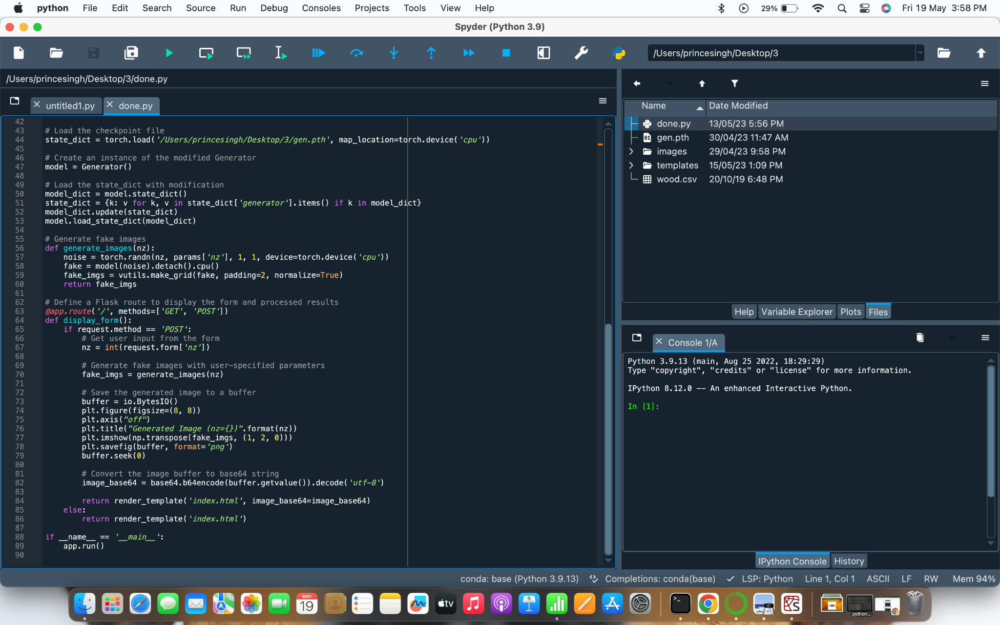 python File Edit Search Source Run Debug Consoles Projects Tools View Help 29% Fri 19 May 3:58 PM
Spyder (Python 3.9)
/Users/princesingh/Desktop/3
/Users/princesingh/Desktop/3/done.py
untitled1.py done.py
42
43 # Load the checkpoint file
44 state_dict = torch.load('/Users/princesingh/Desktop/3/gen.pth', map_location=torch.device('cpu'))
45
46 # Create an instance of the modified Generator
47 model = Generator()
48
49 # Load the state_dict with modification
50 model_dict = model.state_dict()
51 state_dict = {k: v for k, v in state_dict['generator'].items() if k in model_dict}
52 model_dict.update(state_dict)
53 model.load_state_dict(model_dict)
54
55 # Generate fake images
56 def generate_images(nz):
57     noise = torch.randn(nz, params['nz'], 1, 1, device=torch.device('cpu'))
58     fake = model(noise).detach().cpu()
59     fake_imgs = vutils.make_grid(fake, padding=2, normalize=True)
60     return fake_imgs
61
62 # Define a Flask route to display the form and processed results
63 @app.route('/', methods=['GET', 'POST'])
64 def display_form():
65     if request.method == 'POST':
66         # Get user input from the form
67         nz = int(request.form['nz'])
68
69         # Generate fake images with user-specified parameters
70         fake_imgs = generate_images(nz)
71
72         # Save the generated image to a buffer
73         buffer = io.BytesIO()
74         plt.figure(figsize=(8, 8))
75         plt.axis("off")
76         plt.title("Generated Image (nz={})".format(nz))
77         plt.imshow(np.transpose(fake_imgs, (1, 2, 0)))
78         plt.savefig(buffer, format='png')
79         buffer.seek(0)
80
81         # Convert the image buffer to base64 string
82         image_base64 = base64.b64encode(buffer.getvalue()).decode('utf-8')
83
84         return render_template('index.html', image_base64=image_base64)
85     else:
86         return render_template('index.html')
87
88 if __name__ == '__main__':
89     app.run()
90
Name Date Modified
done.py 13/05/23 5:56 PM
gen.pth 30/04/23 11:47 AM
images 29/04/23 9:58 PM
templates 15/05/23 1:09 PM
wood.csv 20/10/19 6:48 PM
Help Variable Explorer Plots Files
Console 1/A
Python 3.9.13 (main, Aug 25 2022, 18:29:29)
Type "copyright", "credits" or "license" for more information.
IPython 8.12.0 -- An enhanced Interactive Python.
In [1]:
IPython Console History
conda: base (Python 3.9.13) Completions: conda(base) LSP: Python Line 1, Col 1 ASCII LF RW Mem 94%
MAY
19
tv
python...